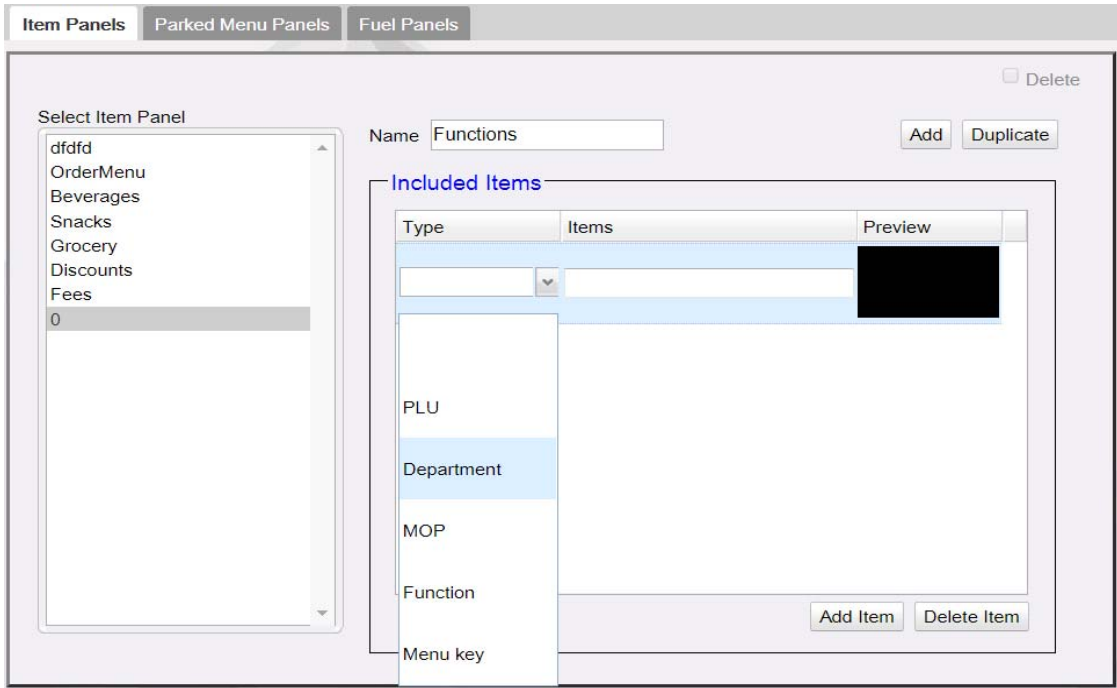 Item Panels Parked Menu Panels Fuel Panels
Delete
Select Item Panel
dfdfd
OrderMenu
Beverages
Snacks
Grocery
Discounts
Fees
0
Name Functions Add Duplicate
Included Items
Type Items Preview
PLU
Department
MOP
Function
Menu key
Add Item Delete Item